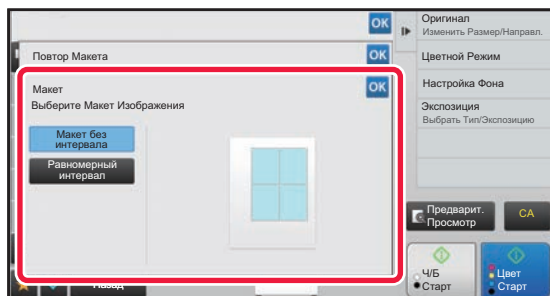 OK
Повтор Макета
OK
Макет
OK
Выберите Макет Изображения
Макет без
интервала
Равномерный
интервал
Назад
Оригинал
Изменить Размер/Направл.
Цветной Режим
Настройка Фона
Экспозиция
Выбрать Тип/Экспозицию
Предварит.
Просмотр
CA
Ч/Б
Старт
Цвет
Старт